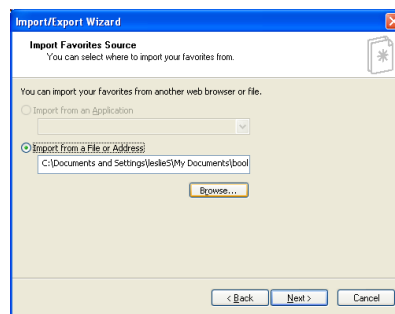 Import/Export Wizard
Import Favorites Source
You can select where to import your favorites from.
You can import your favorites from another web browser or file.
Import from an Application
Import from a File or Address
C:\Documents and Settings\leslieS\My Documents\bool
Browse...
< Back
Next >
Cancel